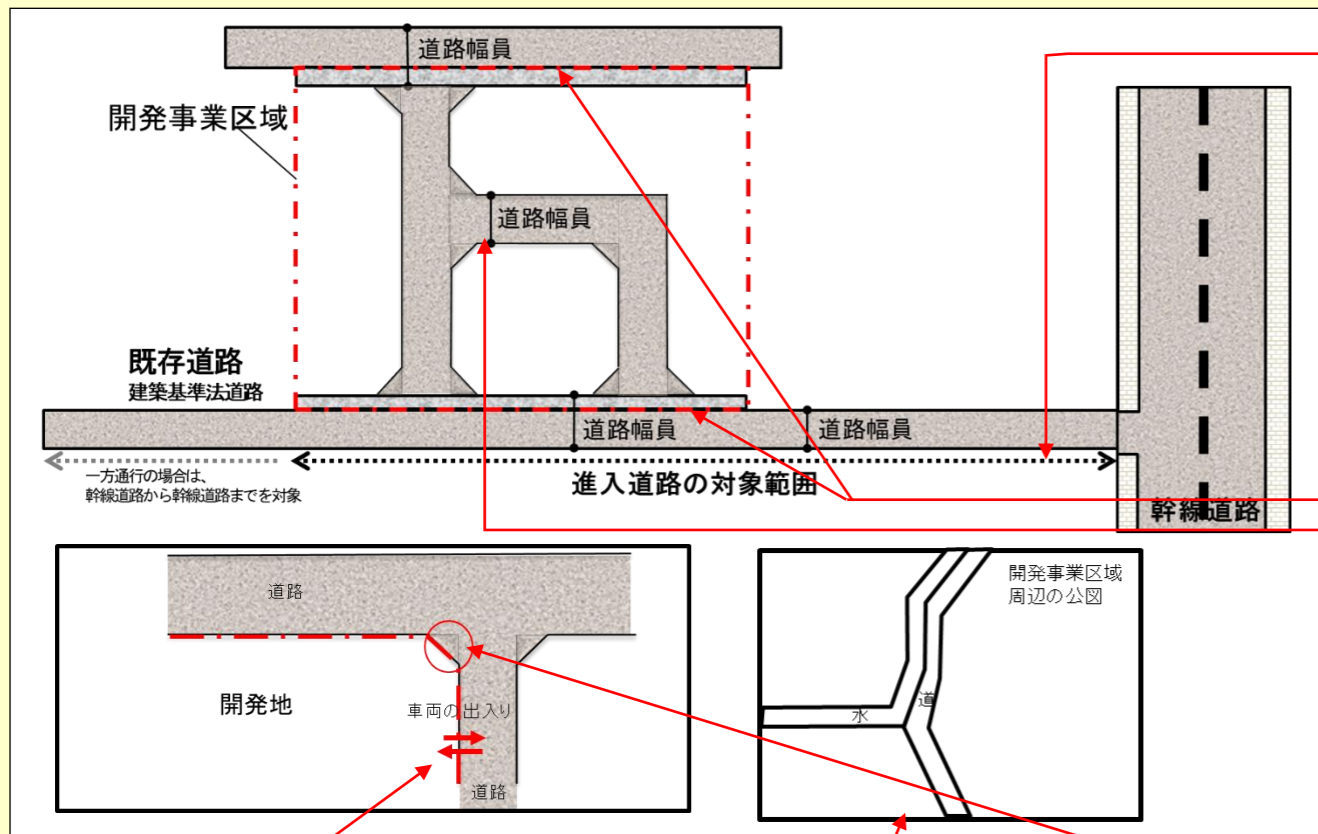 道路幅員
開発事業区域
道路幅員
既存道路
建築基準法道路
道路幅員
道路幅員
一方通行の場合は、
幹線道路から幹線道路までを対象
進入道路の対象範囲
幹線道路
道路
開発地
車両の出入り
道路
開発事業区域
周辺の公図
道
水